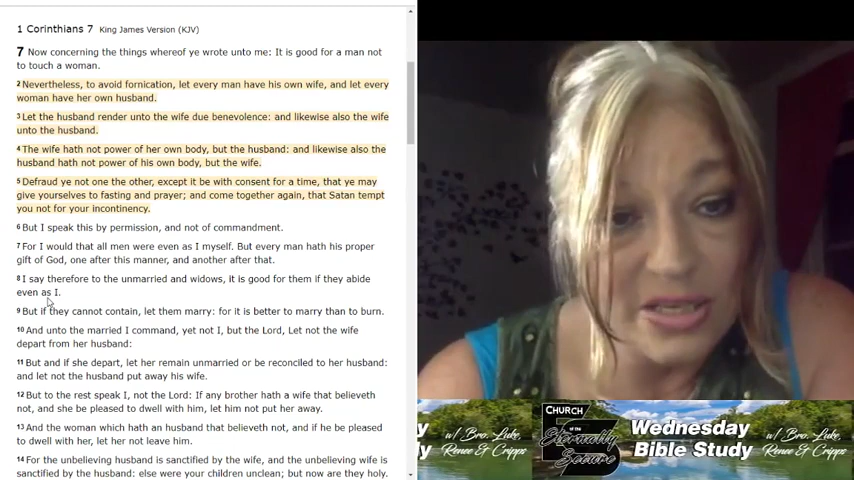 1 Corinthians 7 King James Version (KJV)
7 Now concerning the things whereof ye wrote unto me: It is good for a man not
to touch a woman.
2 Nevertheless, to avoid fornication, let every man have his own wife, and let every
woman have her own husband.
3 Let the husband render unto the wife due benevolence: and likewise also the wife
unto the husband.
4 The wife hath not power of her own body, but the husband: and likewise also the
husband hath not power of his own body, but the wife.
5 Defraud ye not one the other, except it be with consent for a time, that ye may
give yourselves to fasting and prayer; and come together again, that Satan tempt
you not for your incontinency.
6 But I speak this by permission, and not of commandment.
7 For I would that all men were even as I myself. But every man hath his proper
gift of God, one after this manner, and another after that.
8 I say therefore to the unmarried and widows, it is good for them if they abide
even as I.
9 But if they cannot contain, let them marry: for it is better to marry than to burn.
10 And unto the married I command, yet not I, but the Lord, Let not the wife
depart from her husband:
11 But and if she depart, let her remain unmarried or be reconciled to her husband:
and let not the husband put away his wife.
12 But to the rest speak I, not the Lord: If any brother hath a wife that believeth
not, and she be pleased to dwell with him, let him not put her away.
13 And the woman which hath an husband that believeth not, and if he be pleased
to dwell with her, let her not leave him.
14 For the unbelieving husband is sanctified by the wife, and the unbelieving wife is
sanctified by the husband: else were your children unclean; but now are they holy.
w/ Bro. Luke,
Renee & Cripps
CHURCH
of the
Eternally
Secure
Wednesday
Bible Study
w/ Bro. Luke,
Renee & Cripps